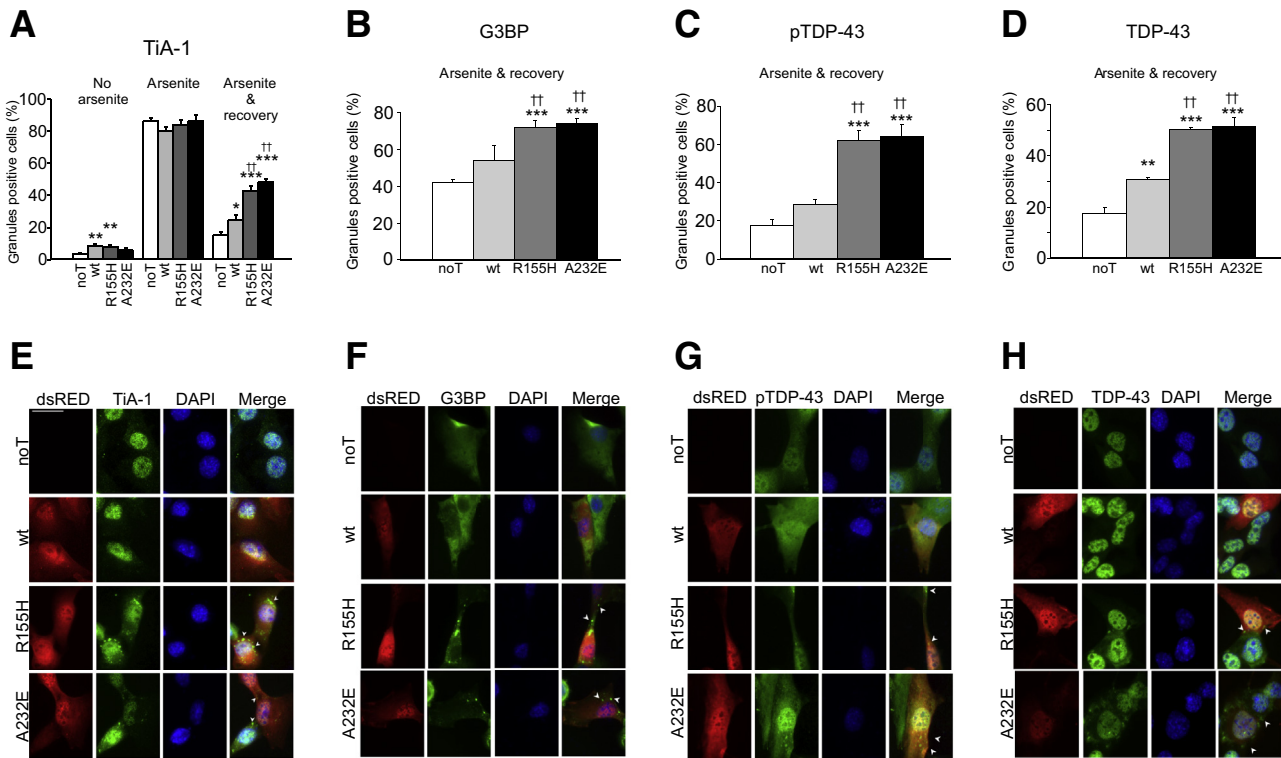 A
TiA-1
No arsenite
Arsenite
Arsenite & recovery
Granules positive cells (%)
100
80
60
40
20
0
** ** * †† *** †† ***
noT wt R155H A232E noT wt R155H A232E noT wt R155H A232E
B
G3BP
Arsenite & recovery
Granules positive cells (%)
80
60
40
20
0
†† ††
*** ***
noT wt R155H A232E
C
pTDP-43
Arsenite & recovery
Granules positive cells (%)
80
60
40
20
0
†† ††
*** ***
noT wt R155H A232E
D
TDP-43
Arsenite & recovery
Granules positive cells (%)
60
40
20
0
†† ††
** *** ***
noT wt R155H A232E
E
dsRED TiA-1 DAPI Merge
noT
wt
R155H
A232E
F
dsRED G3BP DAPI Merge
noT
wt
R155H
A232E
G
dsRED pTDP-43 DAPI Merge
noT
wt
R155H
A232E
H
dsRED TDP-43 DAPI Merge
noT
wt
R155H
A232E